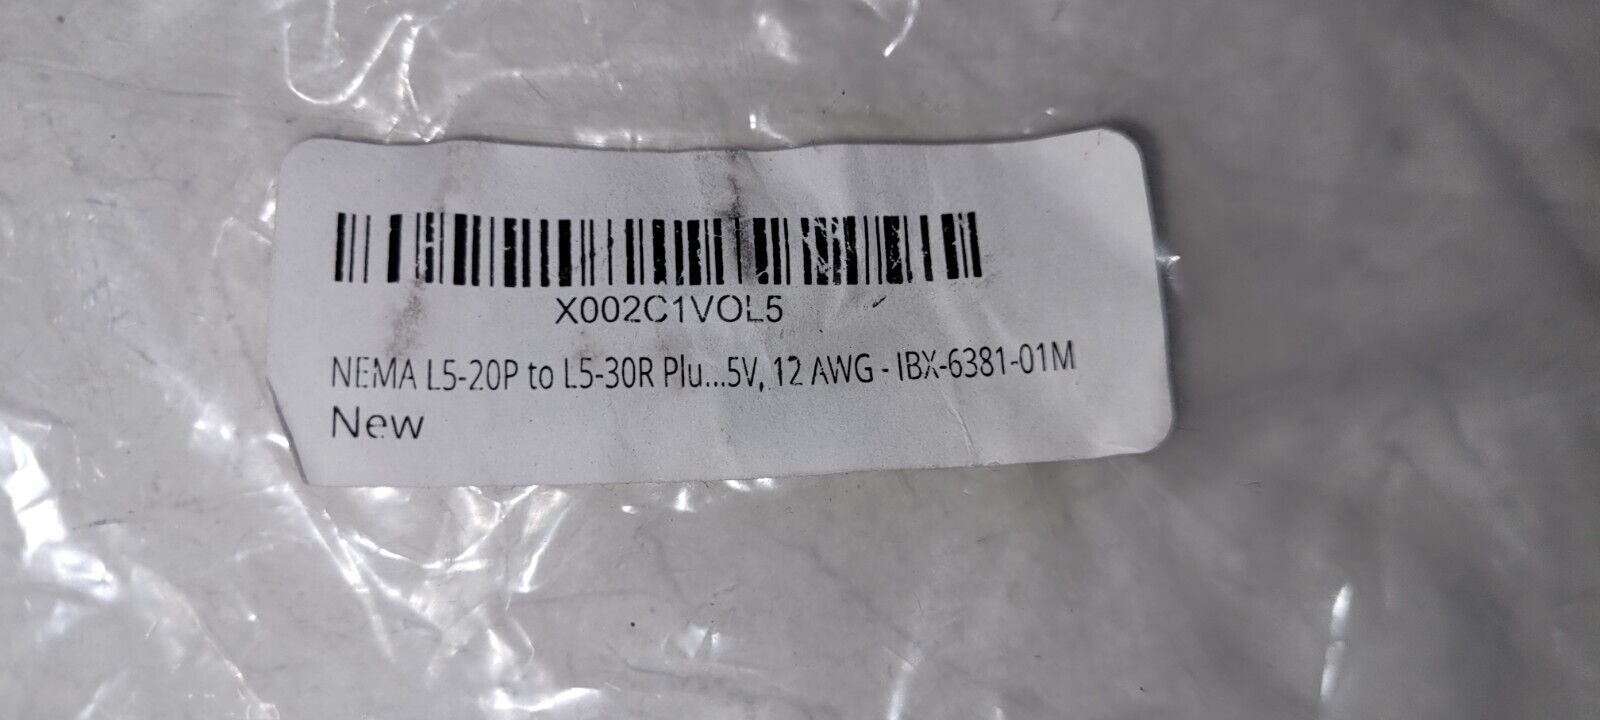 X002C1VOL5
NEMA L5-20P to L5-30R Plu...5V, 12 AWG - IBX-6381-01M
New